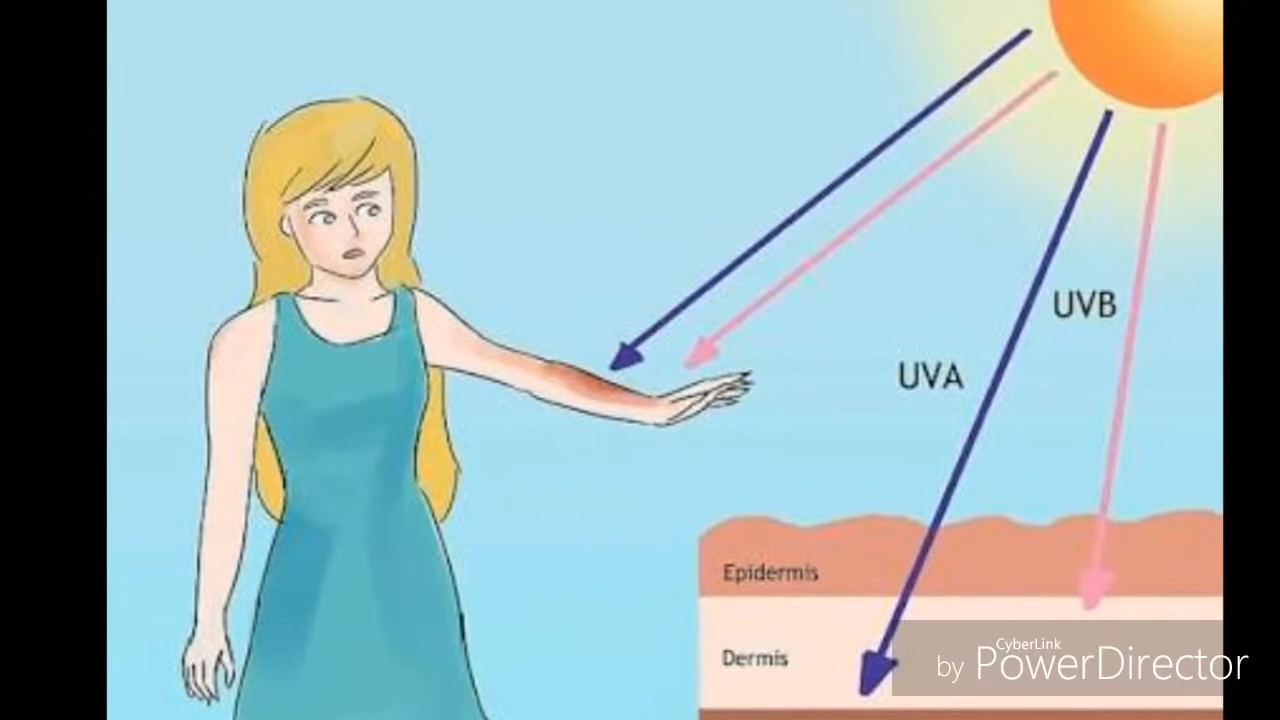 UVB
UVA
Epidermis
Dermis
CyberLink
by PowerDirector